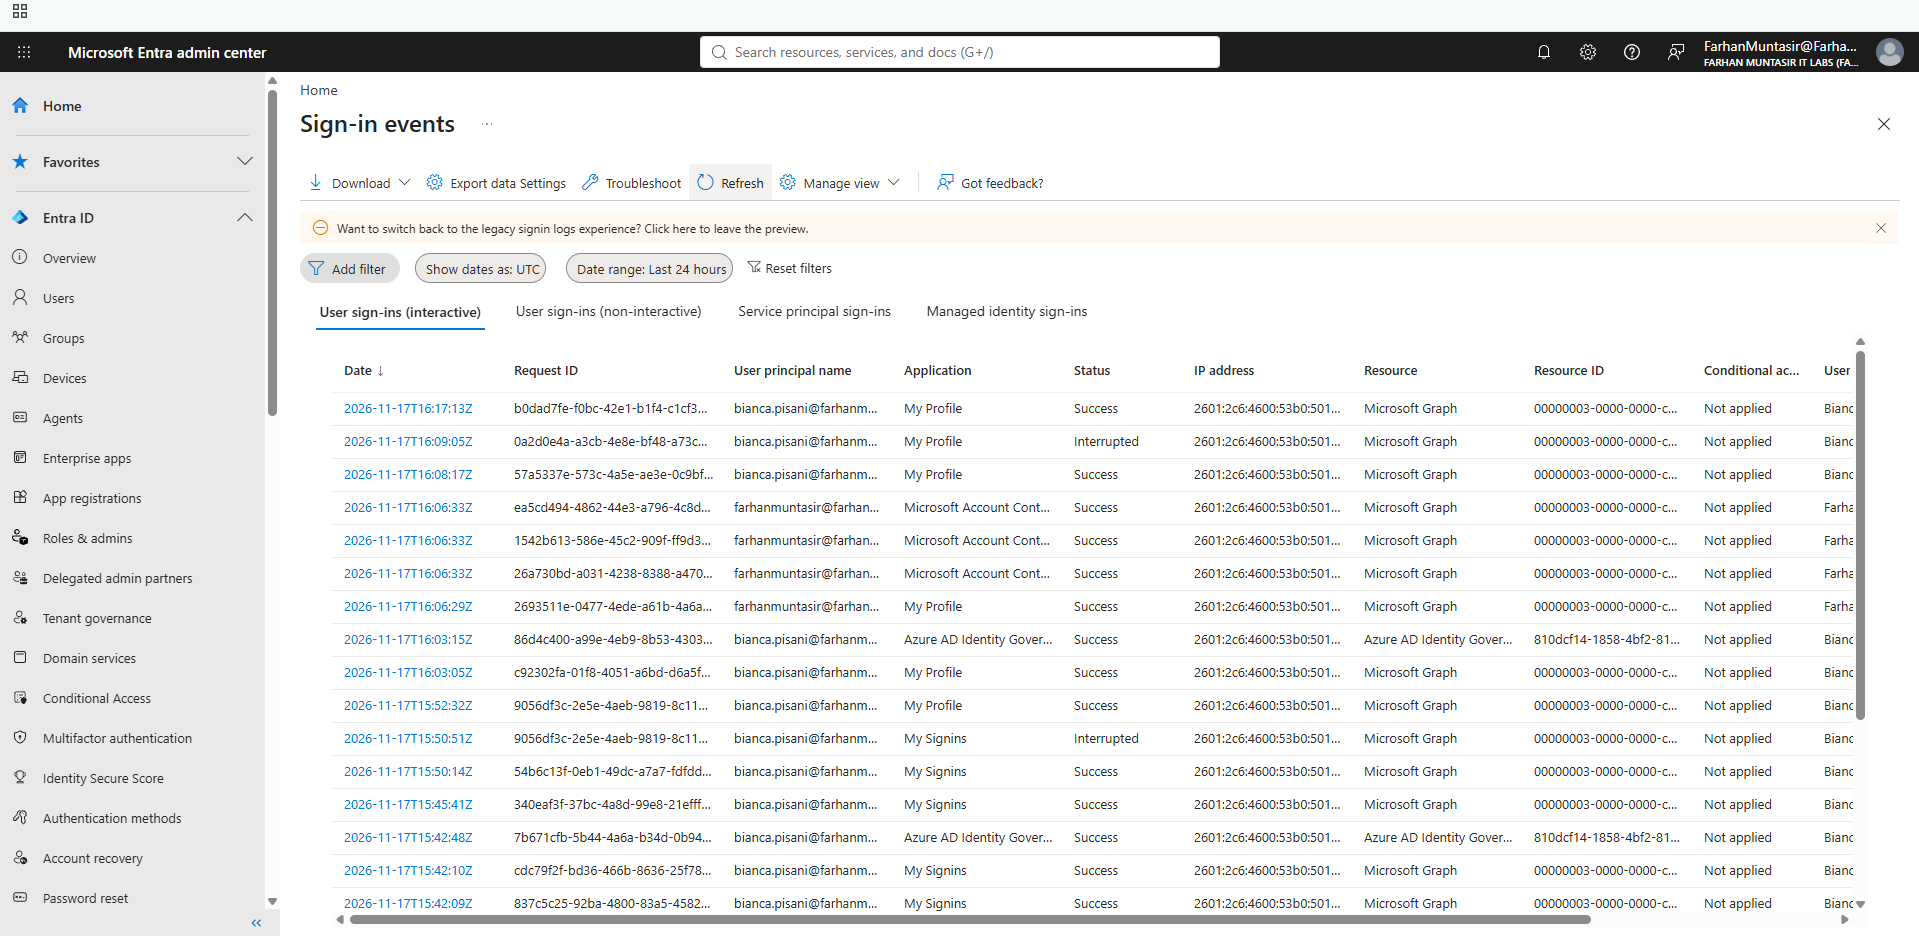 Microsoft Entra admin center
Search resources, services, and docs (G+/)
FarhanMuntasir@Farha...
FARHAN MUNTASIR IT LABS (FA...
Home
Favorites
Entra ID
Overview
Users
Groups
Devices
Agents
Enterprise apps
App registrations
Roles & admins
Delegated admin partners
Tenant governance
Domain services
Conditional Access
Multifactor authentication
Identity Secure Score
Authentication methods
Account recovery
Password reset
Home
Sign-in events ...
Download Export data Settings Troubleshoot Refresh Manage view Got feedback?
Want to switch back to the legacy signin logs experience? Click here to leave the preview.
Add filter Show dates as: UTC Date range: Last 24 hours Reset filters
User sign-ins (interactive) User sign-ins (non-interactive) Service principal sign-ins Managed identity sign-ins
Date ↓ Request ID User principal name Application Status IP address Resource Resource ID Conditional ac... User
2026-11-17T16:17:13Z b0dad7fe-f0bc-42e1-b1f4-c1cf3... bianca.pisani@farhanm... My Profile Success 2601:2c6:4600:53b0:501... Microsoft Graph 00000003-0000-0000-c... Not applied Bianc
2026-11-17T16:09:05Z 0a2d0e4a-a3cb-4e8e-bf48-a73c... bianca.pisani@farhanm... My Profile Interrupted 2601:2c6:4600:53b0:501... Microsoft Graph 00000003-0000-0000-c... Not applied Bianc
2026-11-17T16:08:17Z 57a5337e-573c-4a5e-ae3e-0c9bf... bianca.pisani@farhanm... My Profile Success 2601:2c6:4600:53b0:501... Microsoft Graph 00000003-0000-0000-c... Not applied Bianc
2026-11-17T16:06:33Z ea5cd494-4862-44e3-a796-4c8d... farhanmuntasir@farhan... Microsoft Account Cont... Success 2601:2c6:4600:53b0:501... Microsoft Graph 00000003-0000-0000-c... Not applied Farha
2026-11-17T16:06:33Z 1542b613-586e-45c2-909f-ff9d3... farhanmuntasir@farhan... Microsoft Account Cont... Success 2601:2c6:4600:53b0:501... Microsoft Graph 00000003-0000-0000-c... Not applied Farha
2026-11-17T16:06:33Z 26a730bd-a031-4238-8388-a470... farhanmuntasir@farhan... Microsoft Account Cont... Success 2601:2c6:4600:53b0:501... Microsoft Graph 00000003-0000-0000-c... Not applied Farha
2026-11-17T16:06:29Z 2693511e-0477-4ede-a61b-4a6a... farhanmuntasir@farhan... My Profile Success 2601:2c6:4600:53b0:501... Microsoft Graph 00000003-0000-0000-c... Not applied Farha
2026-11-17T16:03:15Z 86d4c400-a99e-4eb9-8b53-4303... bianca.pisani@farhanm... Azure AD Identity Gover... Success 2601:2c6:4600:53b0:501... Azure AD Identity Gover... 810dcf14-1858-4bf2-81... Not applied Bianc
2026-11-17T16:03:05Z c92302fa-01f8-4051-a6bd-d6a5f... bianca.pisani@farhanm... My Profile Success 2601:2c6:4600:53b0:501... Microsoft Graph 00000003-0000-0000-c... Not applied Bianc
2026-11-17T15:52:32Z 9056df3c-2e5e-4aeb-9819-8c11... bianca.pisani@farhanm... My Profile Success 2601:2c6:4600:53b0:501... Microsoft Graph 00000003-0000-0000-c... Not applied Bianc
2026-11-17T15:50:51Z 9056df3c-2e5e-4aeb-9819-8c11... bianca.pisani@farhanm... My Signins Interrupted 2601:2c6:4600:53b0:501... Microsoft Graph 00000003-0000-0000-c... Not applied Bianc
2026-11-17T15:50:14Z 54b6c13f-0eb1-49dc-a7a7-fdfdd... bianca.pisani@farhanm... My Signins Success 2601:2c6:4600:53b0:501... Microsoft Graph 00000003-0000-0000-c... Not applied Bianc
2026-11-17T15:45:41Z 340eaf3f-37bc-4a8d-99e8-21efff... bianca.pisani@farhanm... My Signins Success 2601:2c6:4600:53b0:501... Microsoft Graph 00000003-0000-0000-c... Not applied Bianc
2026-11-17T15:42:48Z 7b671cfb-5b44-4a6a-b34d-0b94... bianca.pisani@farhanm... Azure AD Identity Gover... Success 2601:2c6:4600:53b0:501... Azure AD Identity Gover... 810dcf14-1858-4bf2-81... Not applied Bianc
2026-11-17T15:42:10Z cdc79f2f-bd36-466b-8636-25f78... bianca.pisani@farhanm... My Signins Success 2601:2c6:4600:53b0:501... Microsoft Graph 00000003-0000-0000-c... Not applied Bianc
2026-11-17T15:42:09Z 837c5c25-92ba-4800-83a5-4582... bianca.pisani@farhanm... My Signins Success 2601:2c6:4600:53b0:501... Microsoft Graph 00000003-0000-0000-c... Not applied Bianc